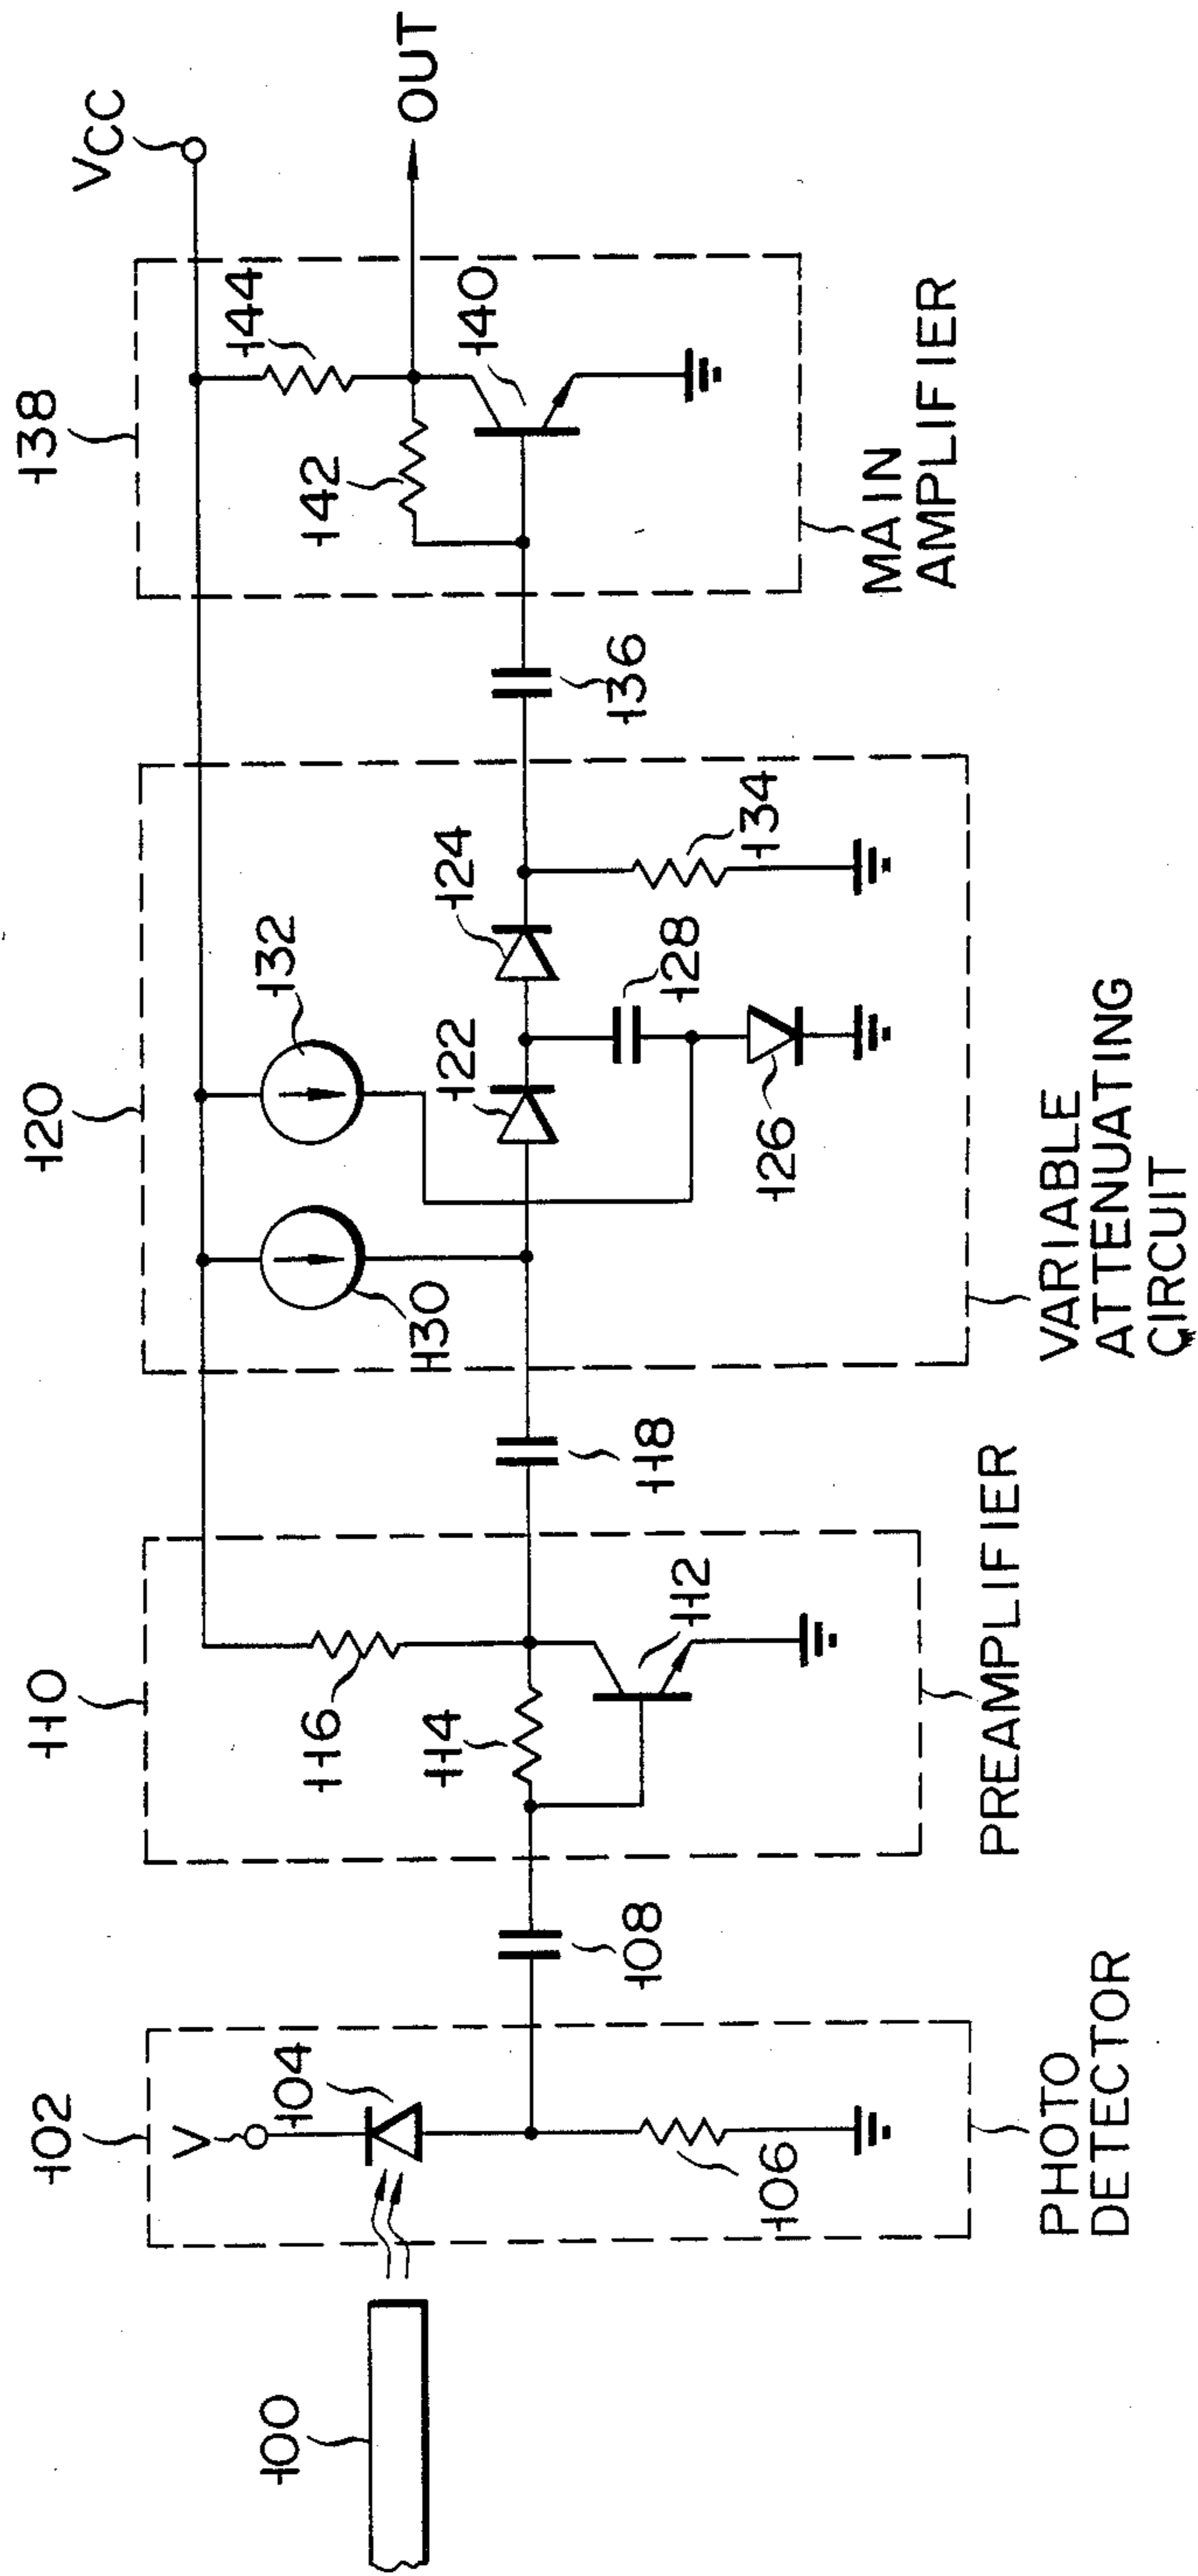 100
102
V
104
106
PHOTO
DETECTOR
108
110
116
114
112
PREAMPLIFIER
118
120
130
132
122
124
128
126
134
VARIABLE
ATTENUATING
CIRCUIT
136
138
142
144
140
MAIN
AMPLIFIER
VCC
OUT